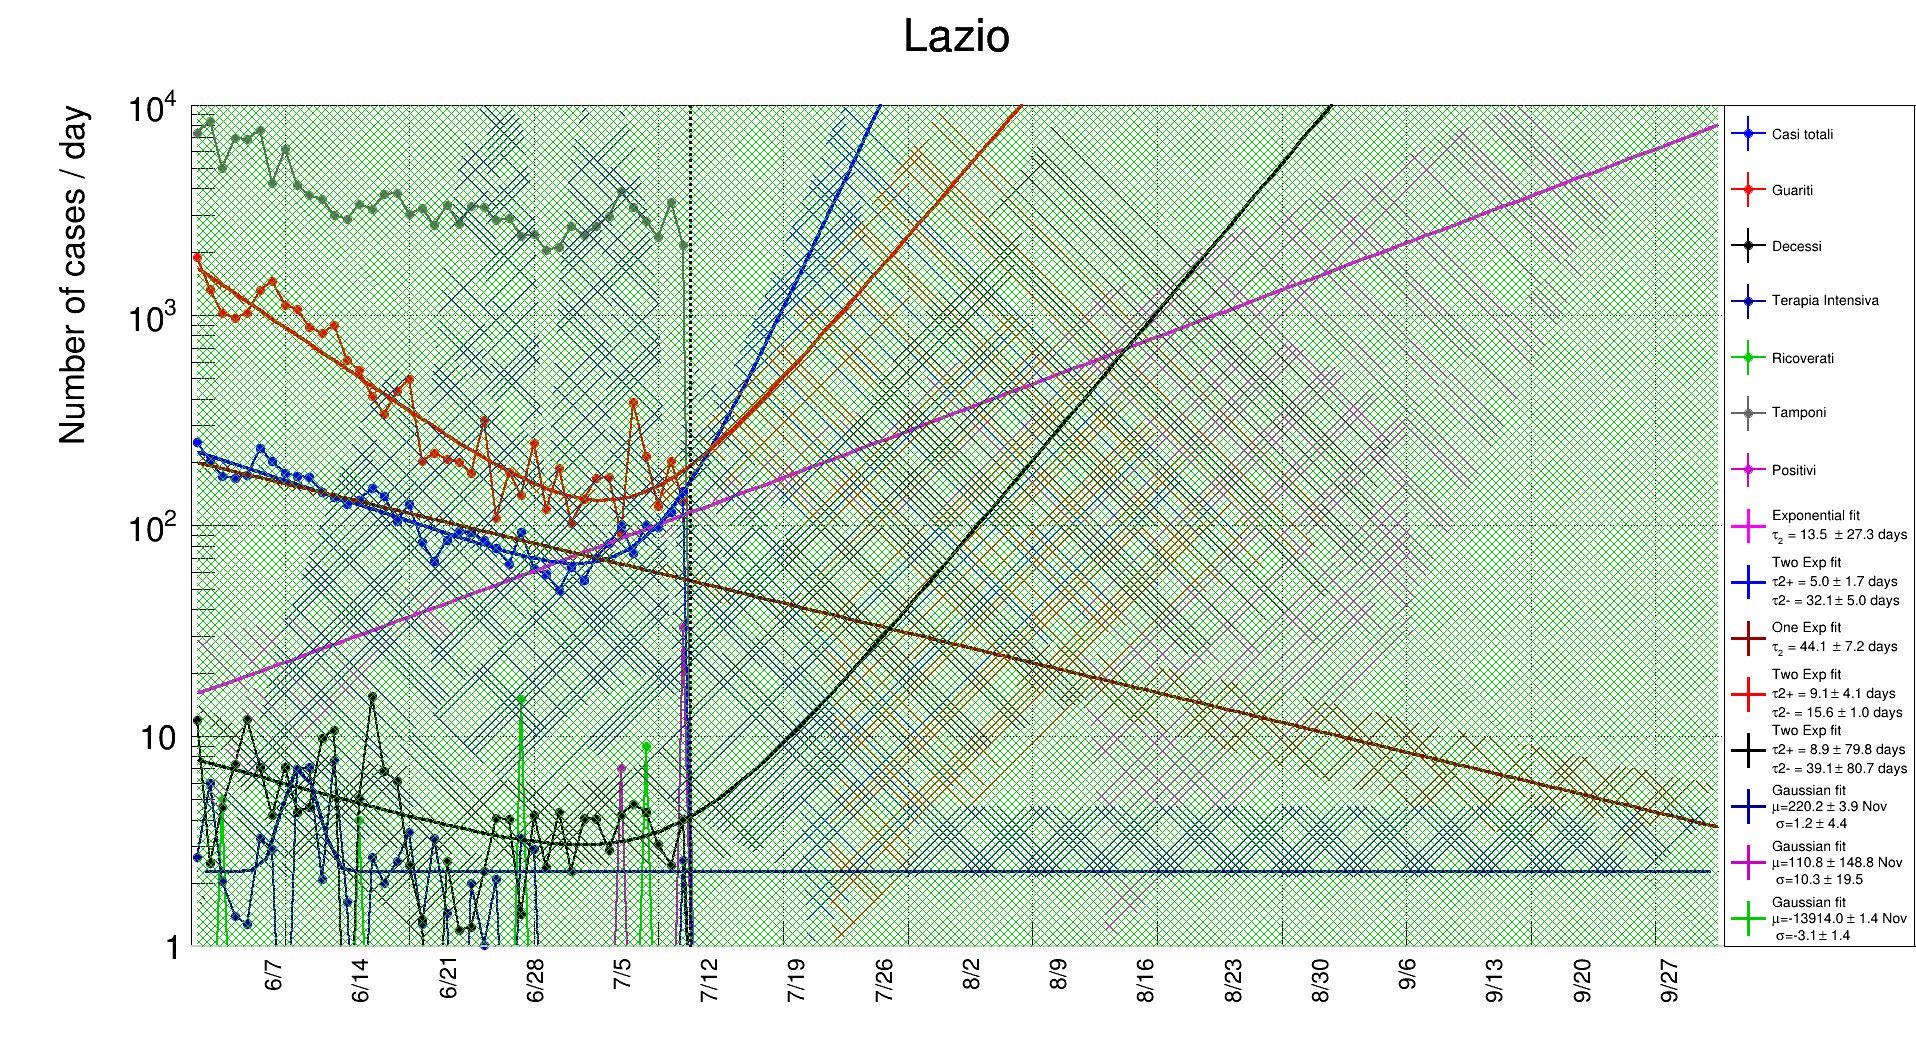 Lazio
Number of cases / day
10⁴
10³
10²
10
1
6/7
6/14
6/21
6/28
7/5
7/12
7/19
7/26
8/2
8/9
8/16
8/23
8/30
9/6
9/13
9/20
9/27
Casi totali
Guariti
Decessi
Terapia Intensiva
Ricoverati
Tamponi
Positivi
Exponential fit
τ₂ = 13.5 ± 27.3 days
Two Exp fit
τ2+ = 5.0 ± 1.7 days
τ2- = 32.1 ± 5.0 days
One Exp fit
τ₂ = 44.1 ± 7.2 days
Two Exp fit
τ2+ = 9.1 ± 4.1 days
τ2- = 15.6 ± 1.0 days
Two Exp fit
τ2+ = 8.9 ± 79.8 days
τ2- = 39.1 ± 80.7 days
Gaussian fit
μ=220.2 ± 3.9 Nov
σ=1.2 ± 4.4
Gaussian fit
μ=110.8 ± 148.8 Nov
σ=10.3 ± 19.5
Gaussian fit
μ=-13914.0 ± 1.4 Nov
σ=-3.1 ± 1.4